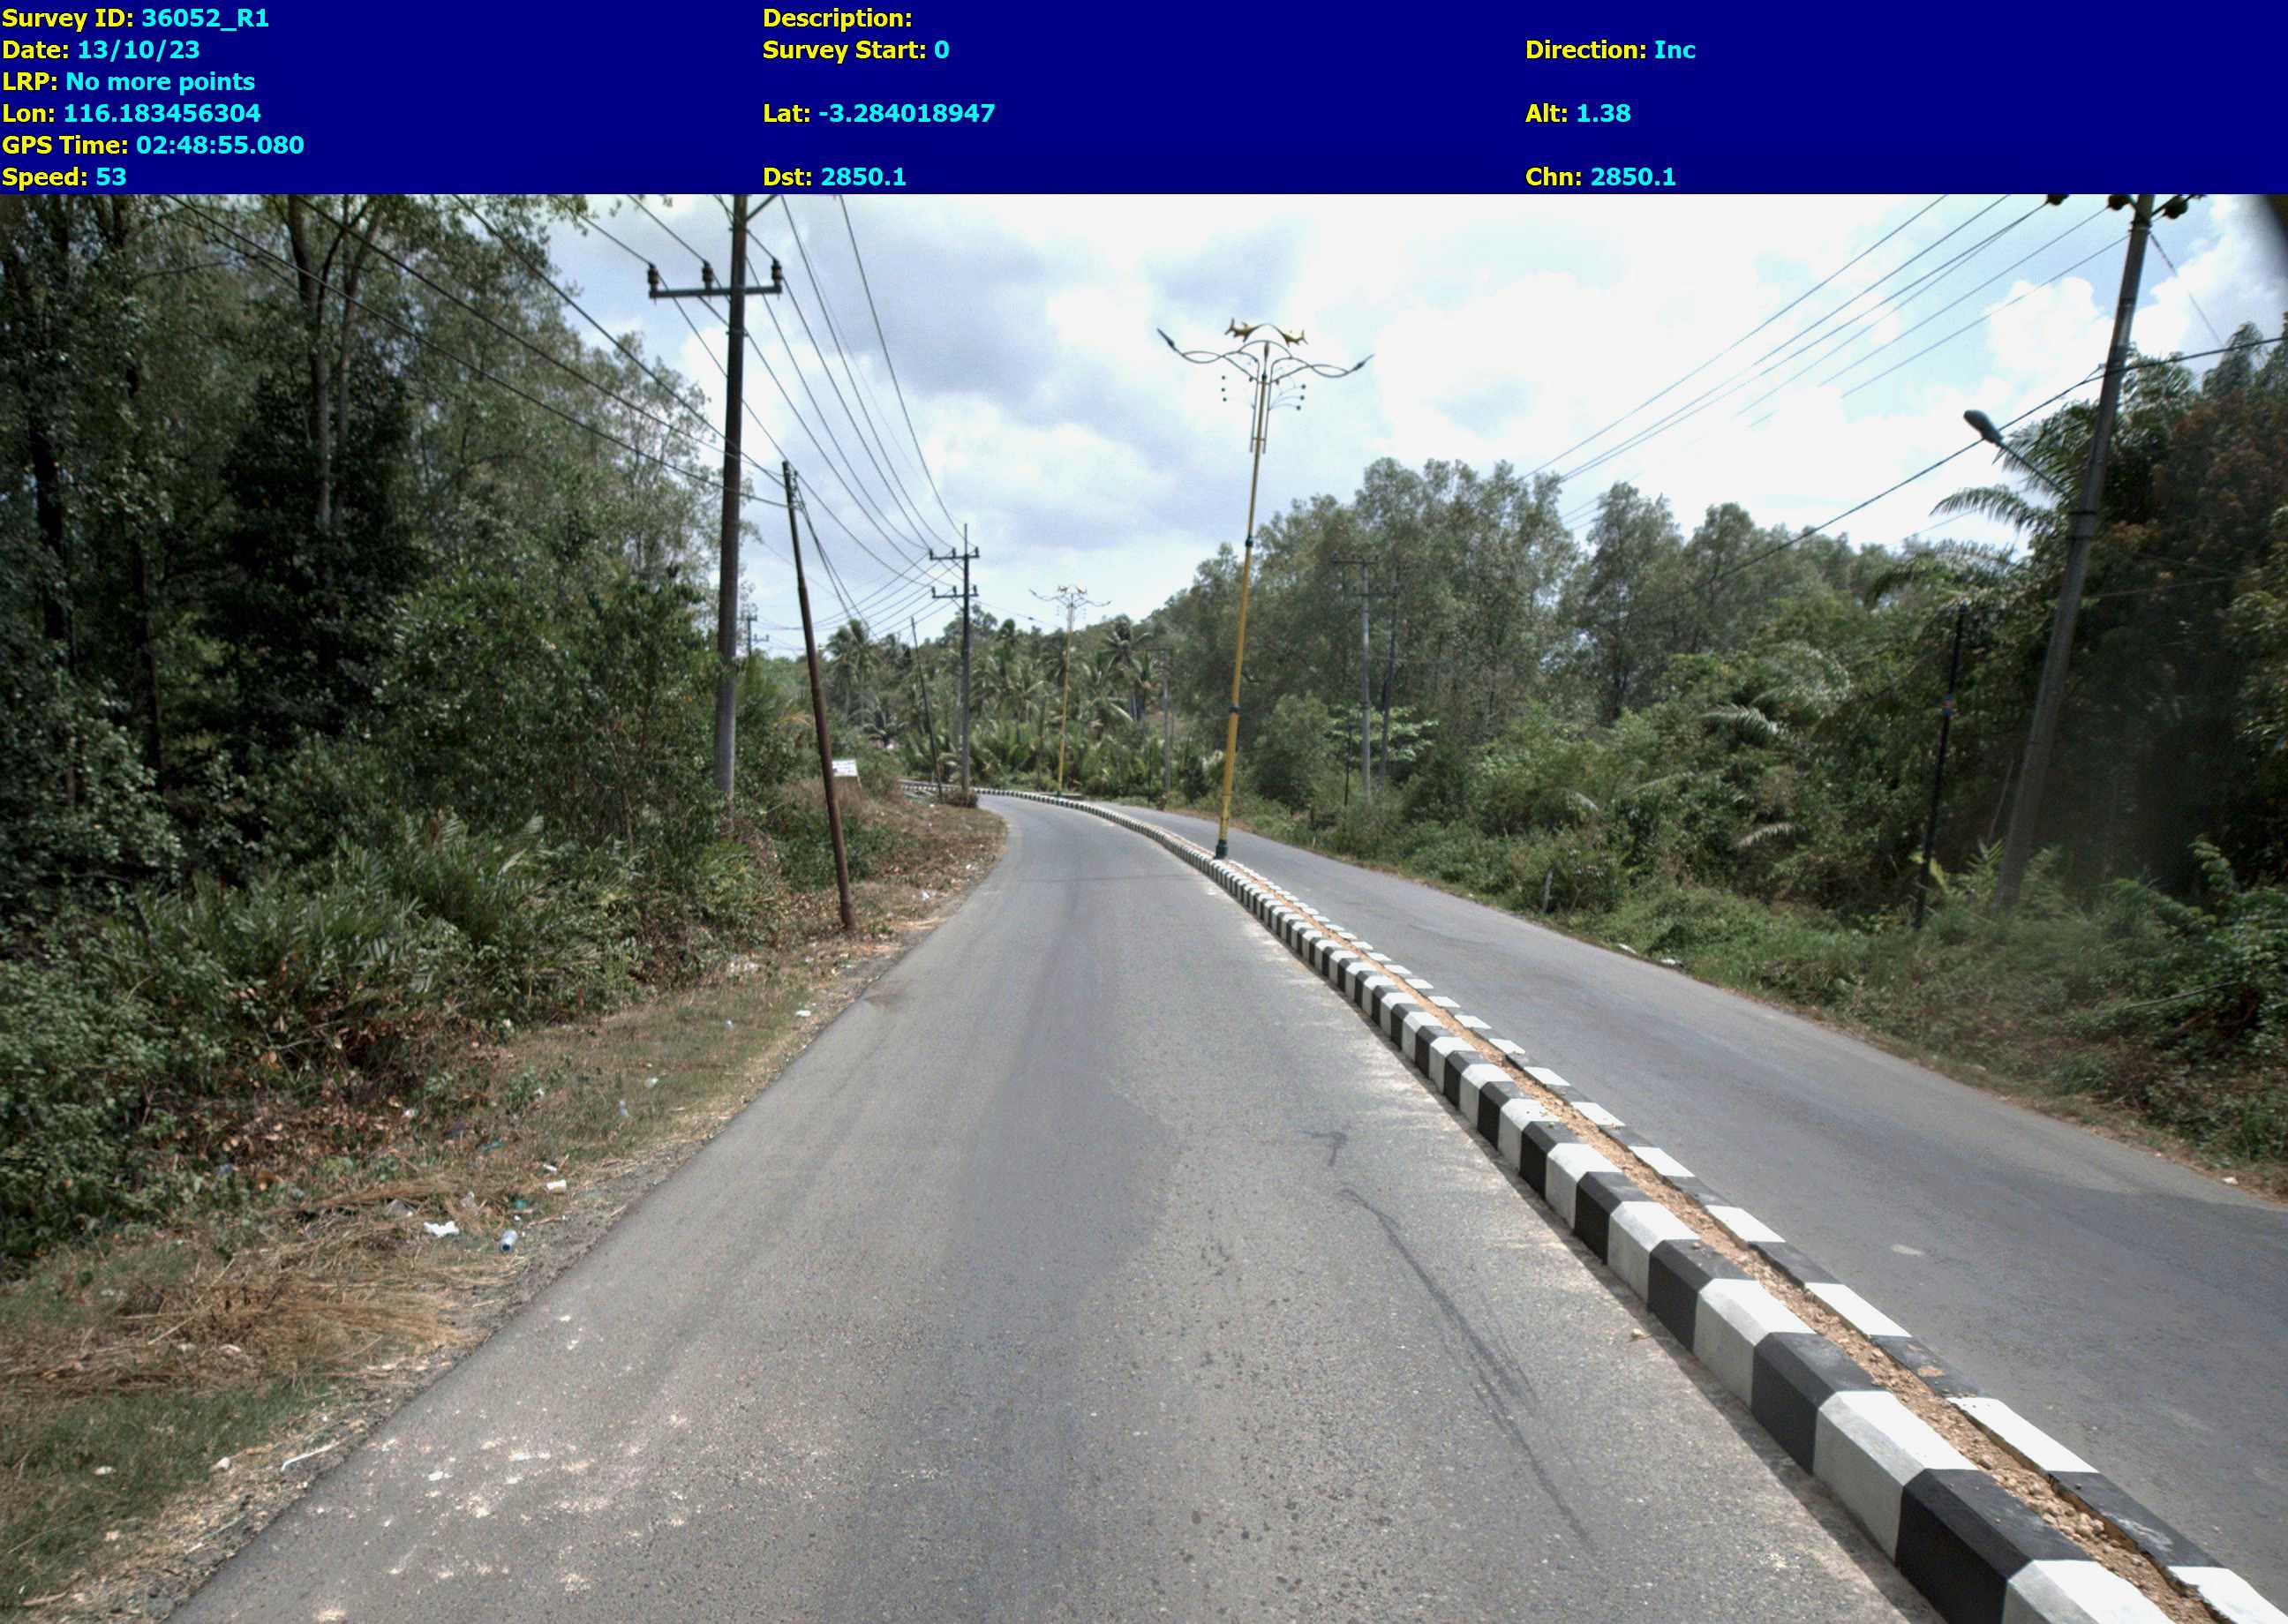 Survey ID: 36052_R1
Description:
Date: 13/10/23
Survey Start: 0
Direction: Inc
LRP: No more points
Lon: 116.183456304
Lat: -3.284018947
Alt: 1.38
GPS Time: 02:48:55.080
Speed: 53
Dst: 2850.1
Chn: 2850.1